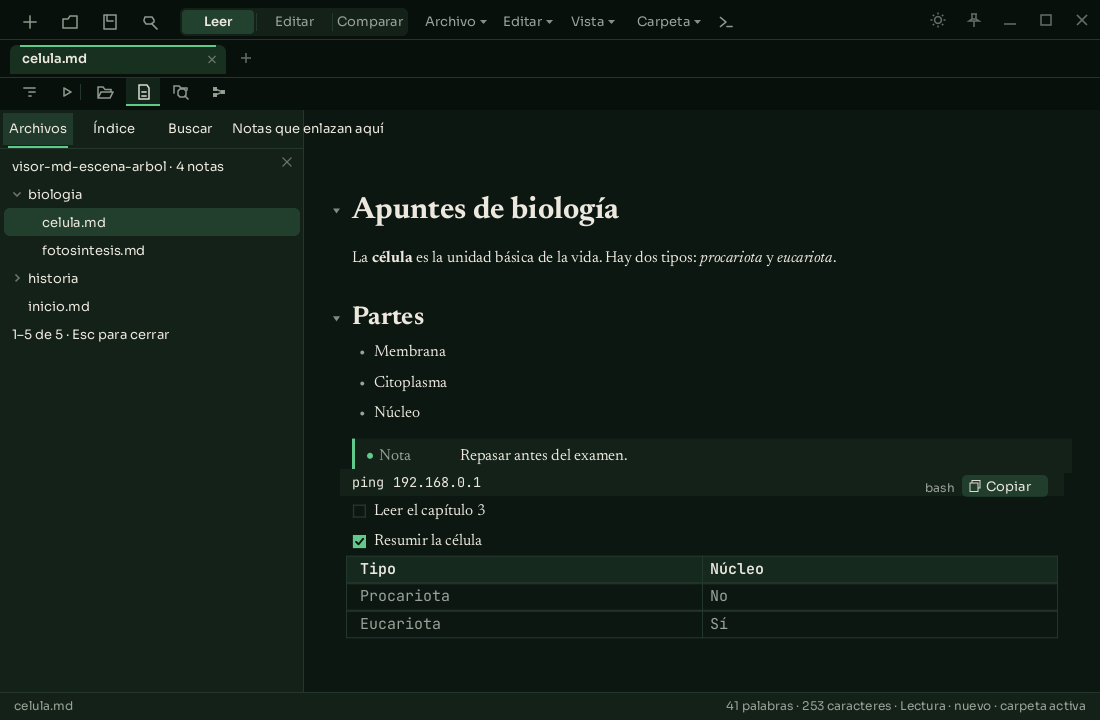 Leer Editar Comparar Archivo Editar Vista Carpeta
celula.md
Archivos Índice Buscar Notas que enlazan aquí
visor-md-escena-arbol · 4 notas
biologia
celula.md
fotosintesis.md
historia
inicio.md
1–5 de 5 · Esc para cerrar
Apuntes de biología
La célula es la unidad básica de la vida. Hay dos tipos: procariota y eucariota.
Partes
• Membrana
• Citoplasma
• Núcleo
Nota Repasar antes del examen.
ping 192.168.0.1
bash Copiar
Leer el capítulo 3
Resumir la célula
Tipo Núcleo
Procariota No
Eucariota Sí
celula.md 41 palabras · 253 caracteres · Lectura · nuevo · carpeta activa